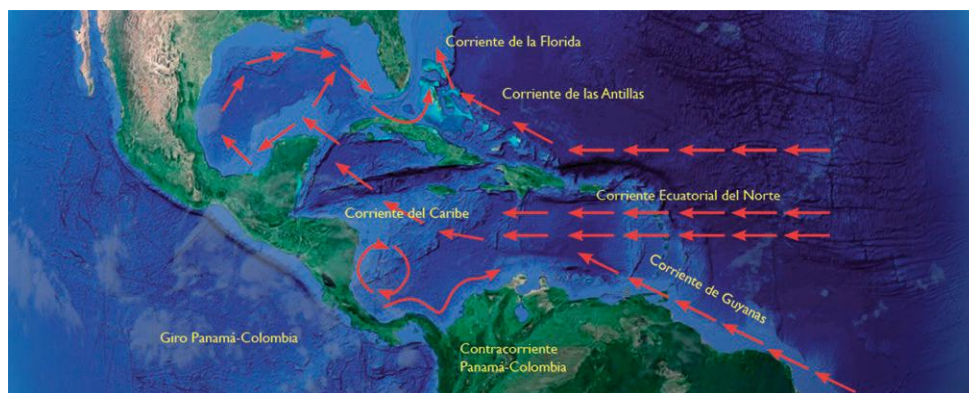 Corriente de la Florida
Corriente de las Antillas
Corriente Ecuatorial del Norte
Corriente del Caribe
Corriente de Guyanas
Giro Panamá-Colombia
Contracorriente
Panamá-Colombia